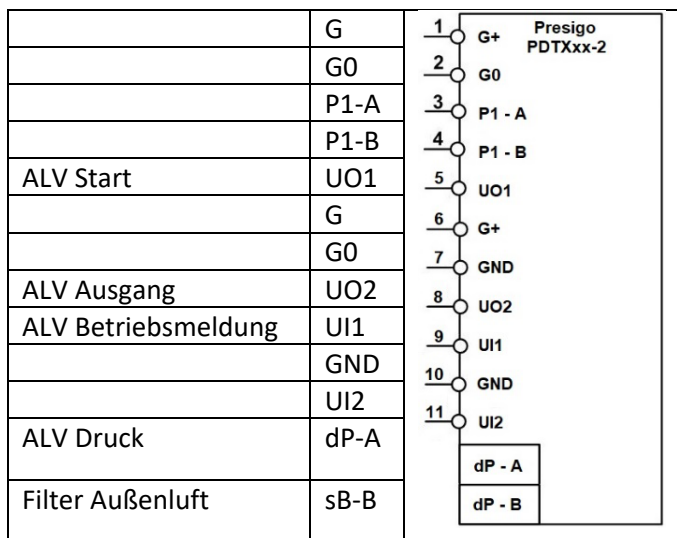 G
G0
P1-A
P1-B
ALV Start UO1
G
G0
ALV Ausgang UO2
ALV Betriebsmeldung UI1
GND
UI2
ALV Druck dP-A
Filter Außenluft sB-B
Presigo
PDTXxx-2
1 G+
2 G0
3 P1 - A
4 P1 - B
5 UO1
6 G+
7 GND
8 UO2
9 UI1
10 GND
11 UI2
dP - A
dP - B